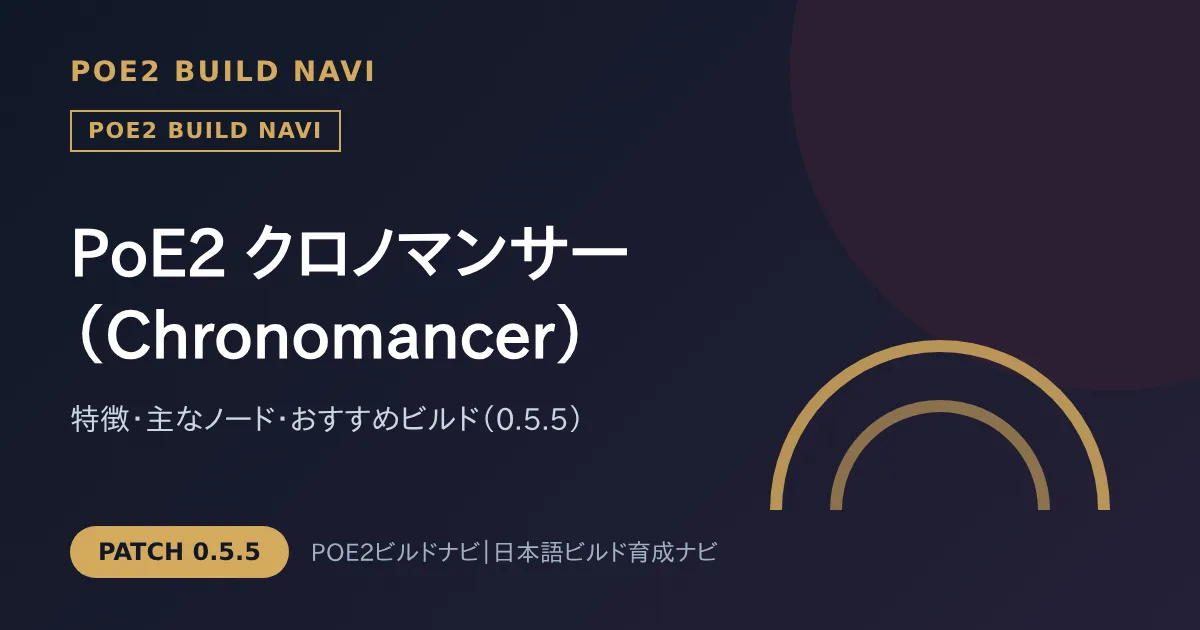 POE2 BUILD NAVI
POE2 BUILD NAVI
PoE2 クロノマンサー
（Chronomancer）
特徴・主なノード・おすすめビルド（0.5.5）
PATCH 0.5.5
POE2ビルドナビ|日本語ビルド育成ナビ